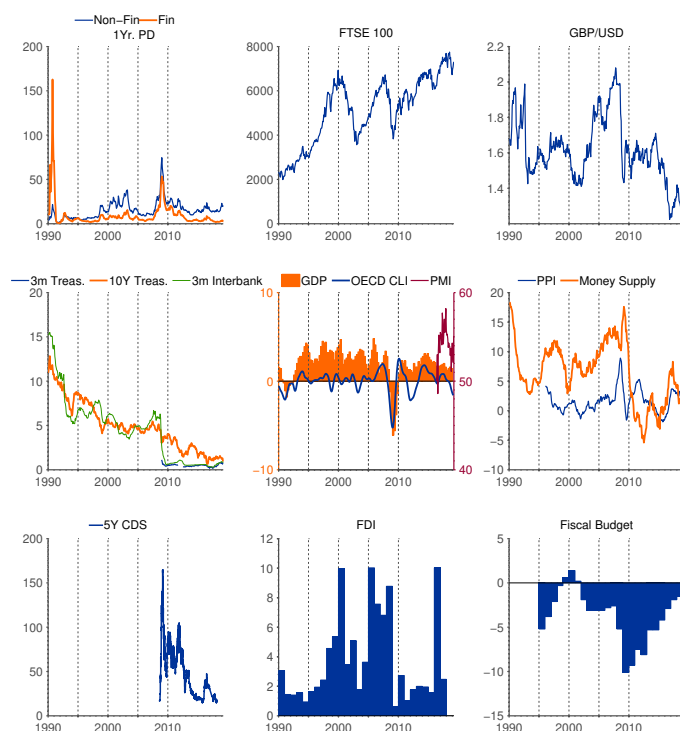 Non-Fin Fin
1Yr. PD
200
150
100
50
0
1990 2000 2010
FTSE 100
8000
6000
4000
2000
0
1990 2000 2010
GBP/USD
2.2
2
1.8
1.6
1.4
1990 2000 2010
3m Treas. 10Y Treas. 3m Interbank
20
15
10
5
0
1990 2000 2010
GDP OECD CLI PMI
10 60
0 50
−10 40
1990 2000 2010
PPI Money Supply
20
15
10
5
0
−5
−10
1990 2000 2010
5Y CDS
200
150
100
50
0
1990 2000 2010
FDI
12
10
8
6
4
2
0
1990 2000 2010
Fiscal Budget
5
0
−5
−10
−15
1990 2000 2010